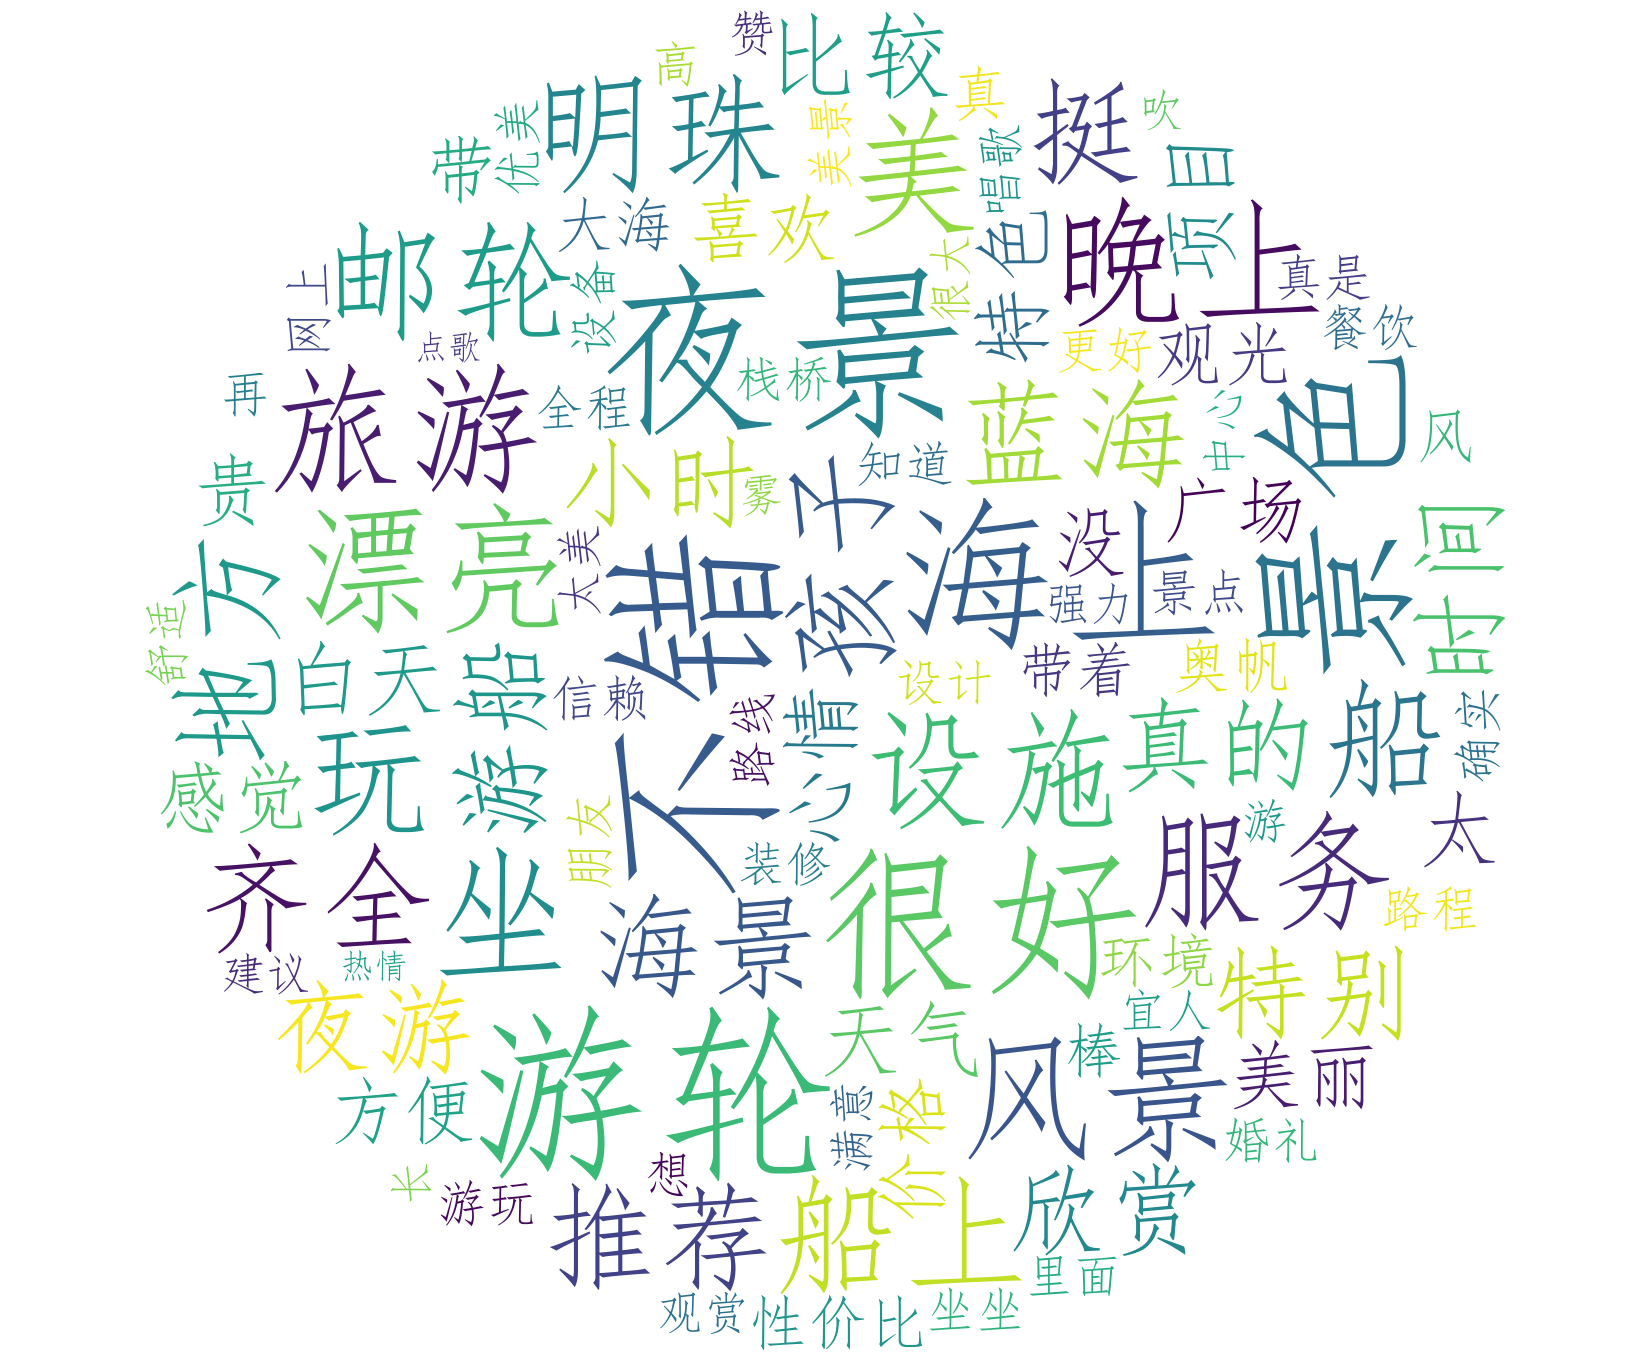 赞
比较
高
明珠
美景
真
挺
吹
带
优美
美
唱歌
项目
大海
喜欢
很大
特色
晚上
真是
网上
邮轮
设备
夜景
餐饮
点歌
更好
观光
再
旅游
全程
栈桥
蓝海
中心
景色
风
贵
小时
雾
知道
孩子
广场
漂亮
太美
不错
海上
没
时间
地方
强力
景点
舒适
白天
游船
信赖
路线
心情
设计
带着
奥帆
感觉
玩
设施
真的
船
确实
朋友
装修
游
太
齐全
坐
海景
很好
服务
路程
建议
热情
环境
特别
夜游
游轮
天气
宜人
风景
棒
美丽
方便
满意
价格
婚礼
长
游玩
想
推荐
船上
欣赏
里面
观赏
性价比
坐坐